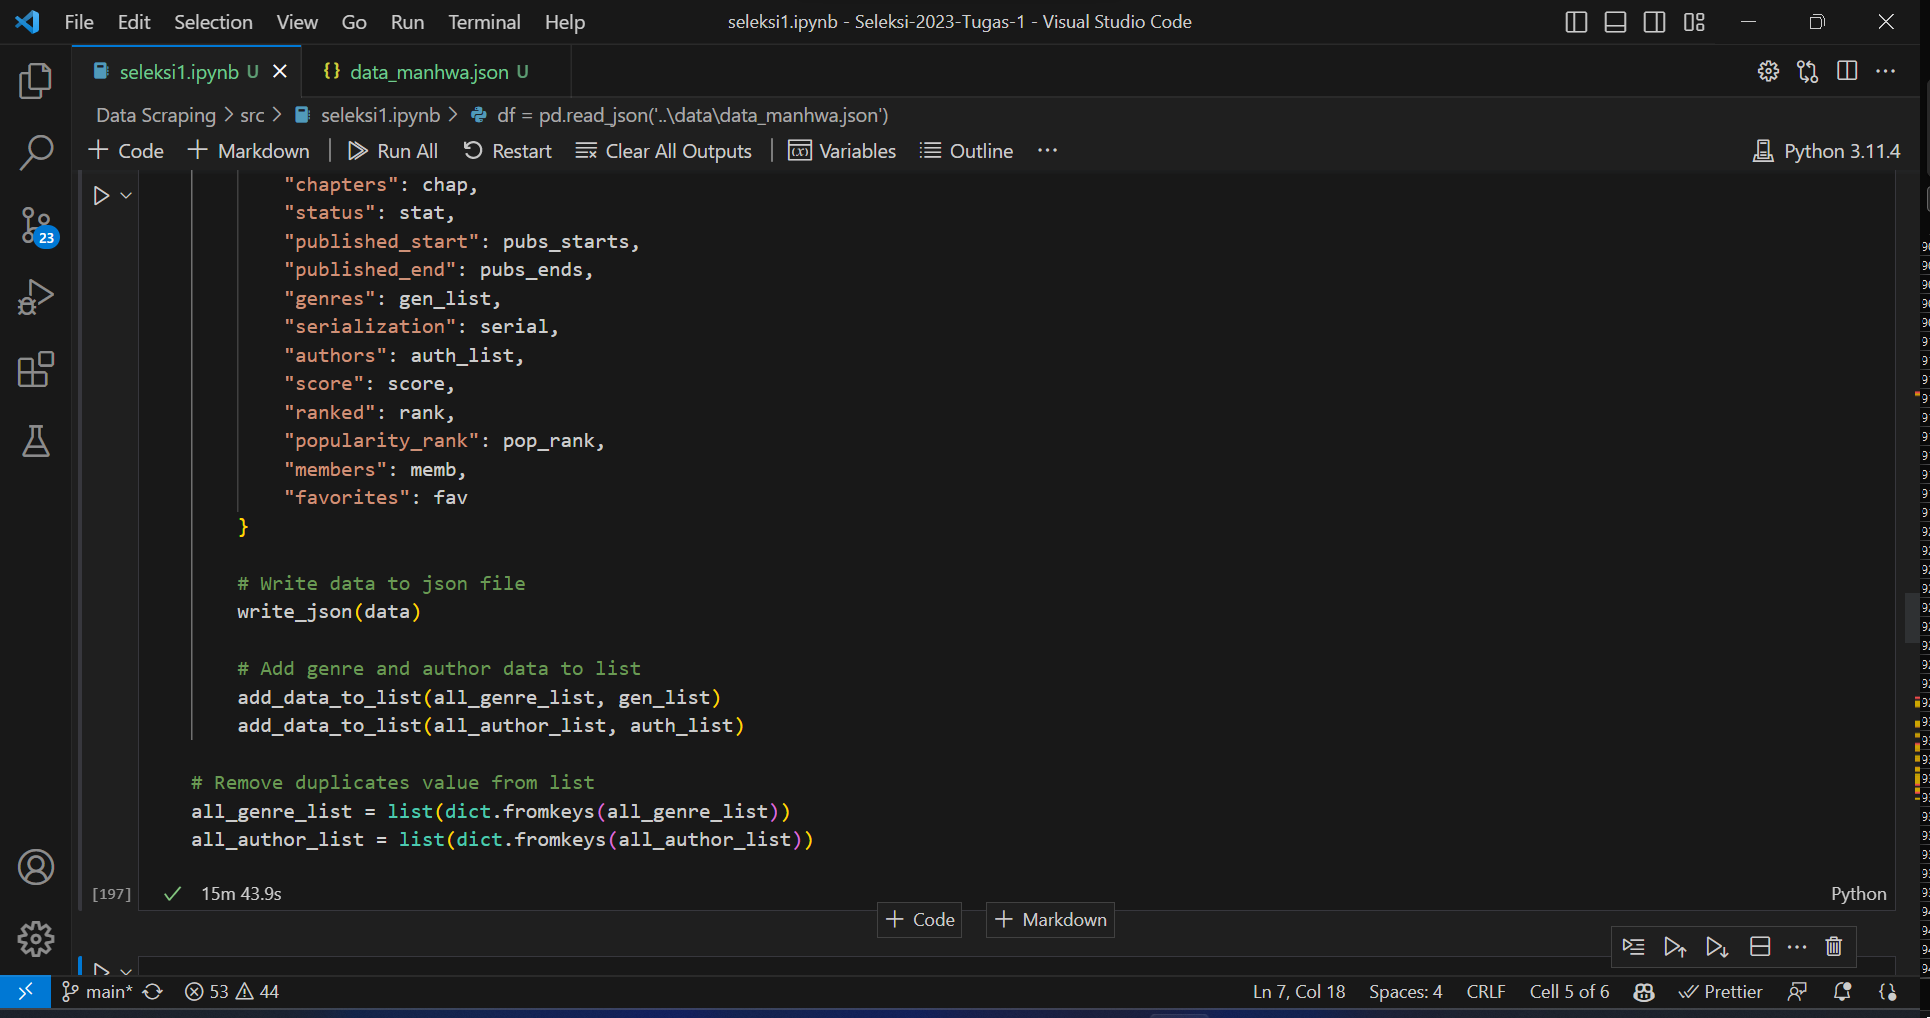 File Edit Selection View Go Run Terminal Help seleksi1.ipynb - Seleksi-2023-Tugas-1 - Visual Studio Code
seleksi1.ipynb U {} data_manhwa.json U
Data Scraping > src > seleksi1.ipynb > df = pd.read_json('..\data\data_manhwa.json')
+ Code + Markdown Run All Restart Clear All Outputs Variables Outline ... Python 3.11.4
"chapters": chap,
"status": stat,
"published_start": pubs_starts,
"published_end": pubs_ends,
"genres": gen_list,
"serialization": serial,
"authors": auth_list,
"score": score,
"ranked": rank,
"popularity_rank": pop_rank,
"members": memb,
"favorites": fav
}
# Write data to json file
write_json(data)
# Add genre and author data to list
add_data_to_list(all_genre_list, gen_list)
add_data_to_list(all_author_list, auth_list)
# Remove duplicates value from list
all_genre_list = list(dict.fromkeys(all_genre_list))
all_author_list = list(dict.fromkeys(all_author_list))
[197] 15m 43.9s Python
+ Code + Markdown
23
main* 53 44 Ln 7, Col 18 Spaces: 4 CRLF Cell 5 of 6 Prettier